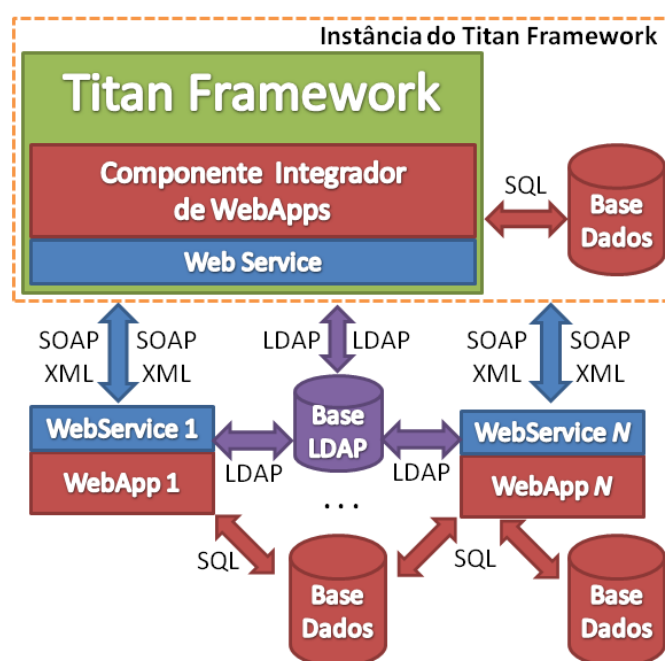 Instância do Titan Framework
Titan Framework
Componente Integrador
de WebApps
Web Service
SQL
Base
Dados
SOAP SOAP
XML XML
LDAP LDAP
SOAP SOAP
XML XML
WebService 1
WebApp 1
LDAP
Base
LDAP
LDAP
WebService N
WebApp N
...
SQL
Base
Dados
SQL
Base
Dados